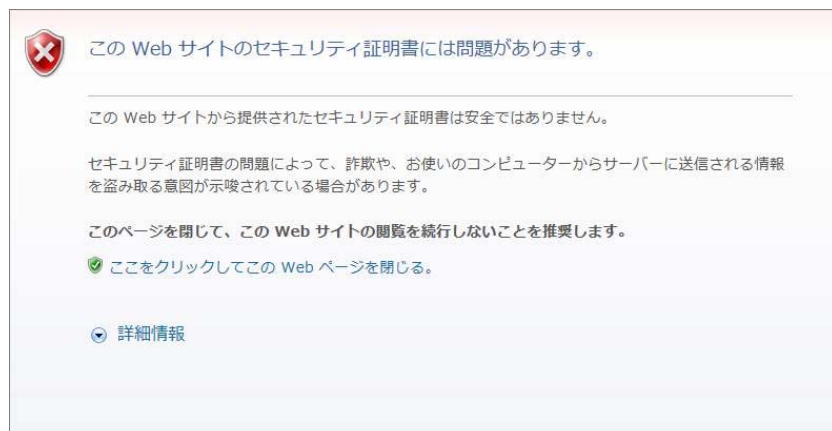 この Web サイトのセキュリティ証明書には問題があります。
この Web サイトから提供されたセキュリティ証明書は安全ではありません。
セキュリティ証明書の問題によって、詐欺や、お使いのコンピューターからサーバーに送信される情報
を盗み取る意図が示唆されている場合があります。
このページを閉じて、この Web サイトの閲覧を続行しないことを推奨します。
ここをクリックしてこの Web ページを閉じる。
詳細情報